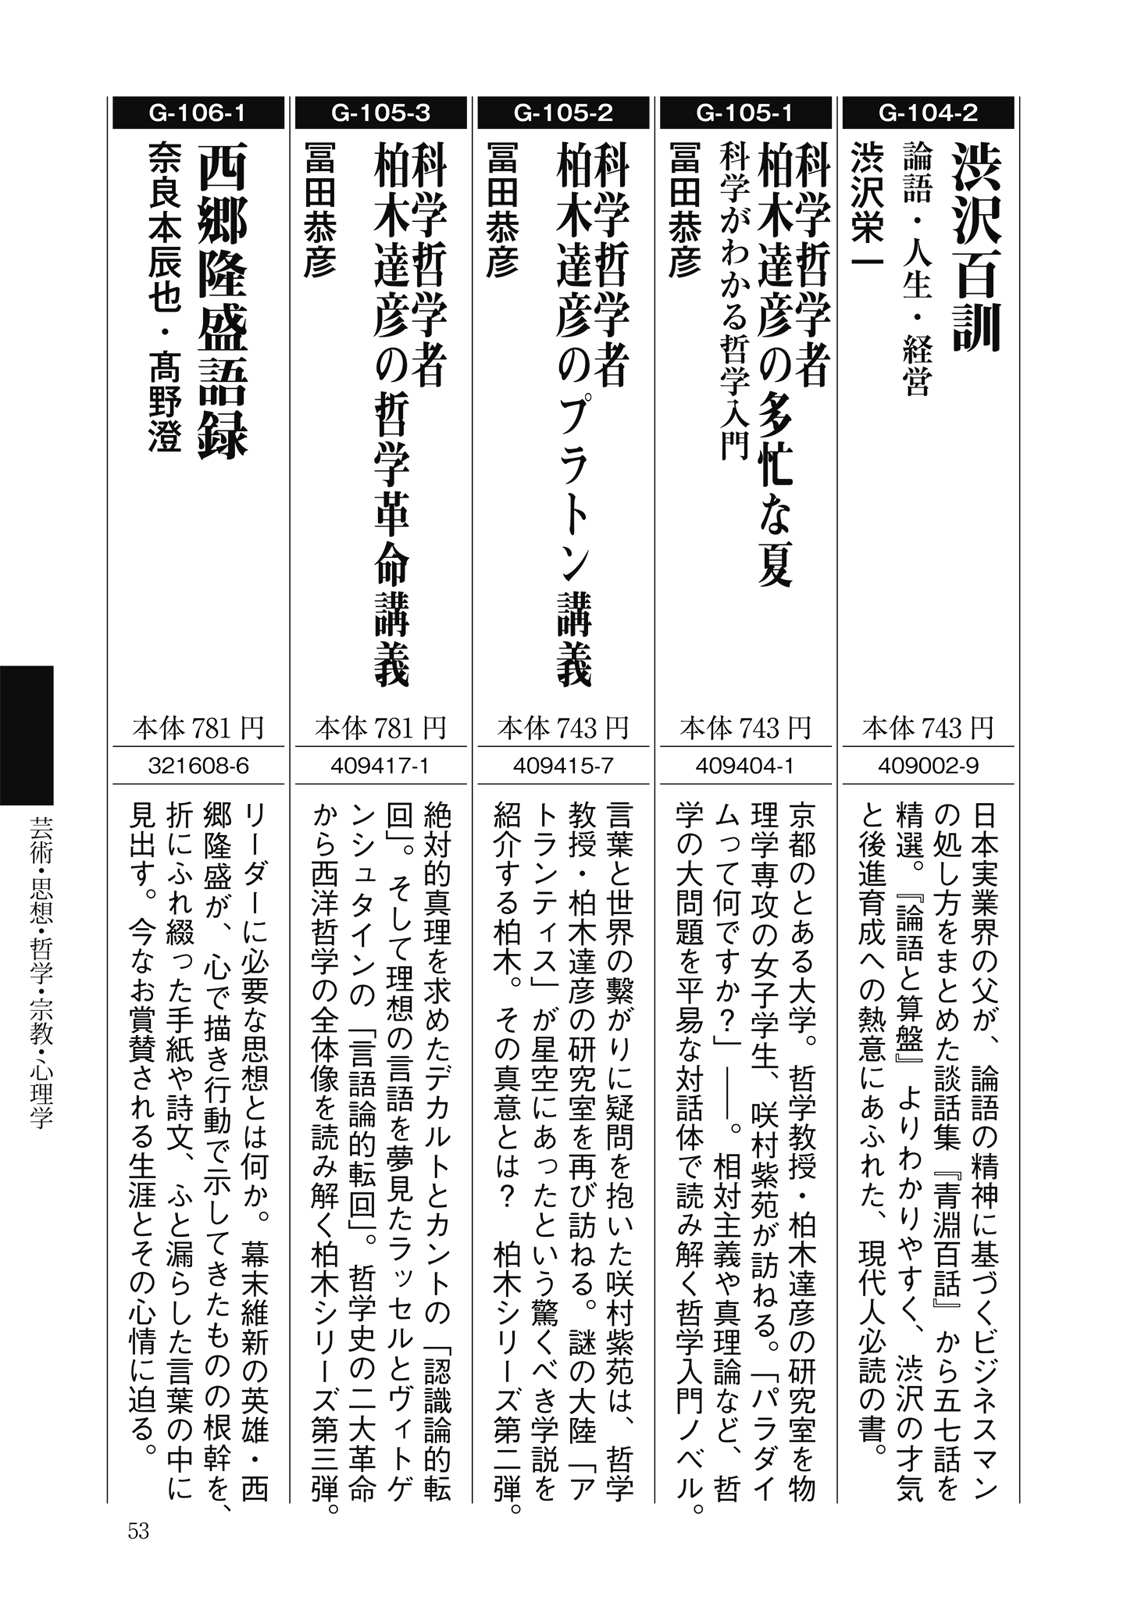 G-104-2
渋沢百訓
論語・人生・経営
渋沢栄一
本体 743 円
409002-9
日本実業界の父が、論語の精神に基づくビジネスマン
の処し方をまとめた談話集『青淵百話』から五七話を
精選。『論語と算盤』よりわかりやすく、渋沢の才気
と後進育成への熱意にあふれた、現代人必読の書。
G-105-1
科学哲学者
柏木達彦の多忙な夏
科学がわかる哲学入門
冨田恭彦
本体 743 円
409404-1
京都のとある大学。哲学教授・柏木達彦の研究室を物
理学専攻の女子学生、咲村紫苑が訪ねる。「パラダイ
ムって何ですか？」――。相対主義や真理論など、哲
学の大問題を平易な対話体で読み解く哲学入門ノベル。
G-105-2
科学哲学者
柏木達彦のプラトン講義
冨田恭彦
本体 743 円
409415-7
言葉と世界の繋がりに疑問を抱いた咲村紫苑は、哲学
教授・柏木達彦の研究室を再び訪ねる。謎の大陸「ア
トランティス」が星空にあったという驚くべき学説を
紹介する柏木。その真意とは？　柏木シリーズ第二弾。
G-105-3
科学哲学者
柏木達彦の哲学革命講義
冨田恭彦
本体 781 円
409417-1
絶対的真理を求めたデカルトとカントの「認識論的転
回」。そして理想の言語を夢見たラッセルとヴィトゲ
ンシュタインの「言語論的転回」。哲学史の二大革命
から西洋哲学の全体像を読み解く柏木シリーズ第三弾。
G-106-1
西郷隆盛語録
奈良本辰也・髙野澄
本体 781 円
321608-6
リーダーに必要な思想とは何か。幕末維新の英雄・西
郷隆盛が、心で描き行動で示してきたものの根幹を、
折にふれ綴った手紙や詩文、ふと漏らした言葉の中に
見出す。今なお賞賛される生涯とその心情に迫る。
芸術・思想・哲学・宗教・心理学
53